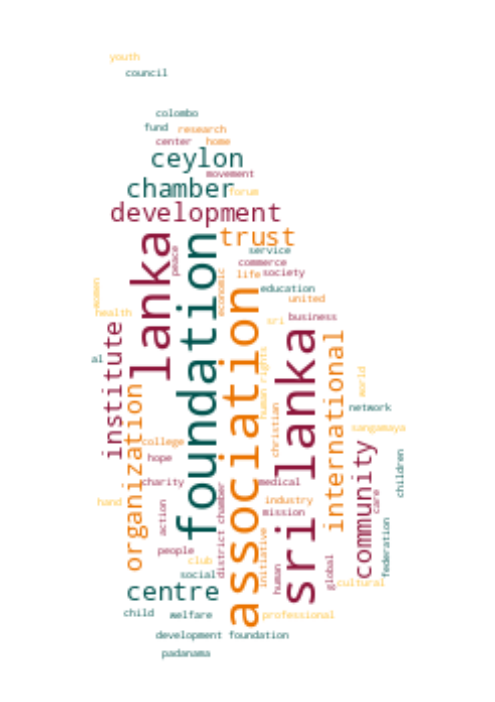 youth
council
colombo
fund research
center home
ceylon
movement
chamber forum
development
trust
lanka
peace
foundation
service
commerce
life society
economic
education
women
united
association
health
sri business
institute
sri lanka
international
al
human rights
world
organization
network
christian
sangamaya
college
community
hope
children
charity
medical
district chamber
care
hand
industry
action
mission
federation
people
initiative
club
human
global
social
cultural
centre
child welfare
professional
development foundation
padanama